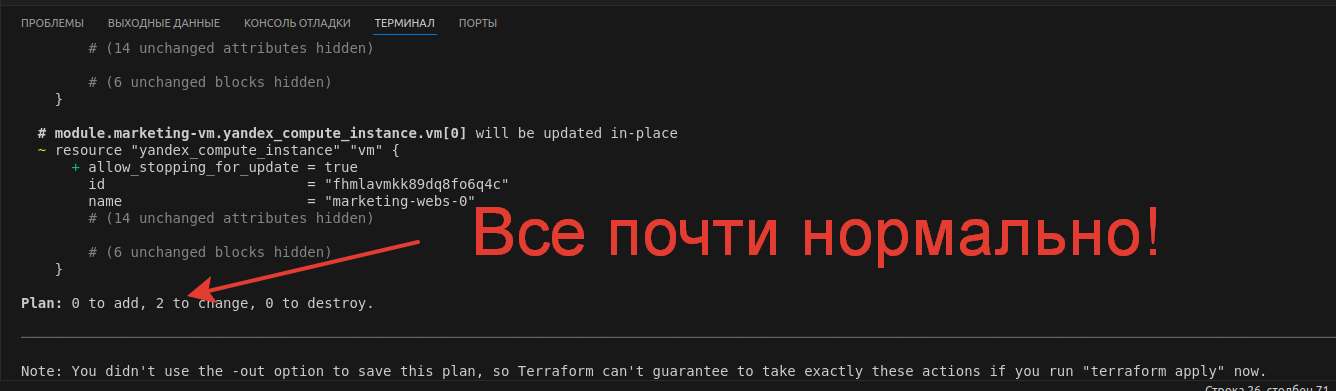 ПРОБЛЕМЫ ВЫХОДНЫЕ ДАННЫЕ КОНСОЛЬ ОТЛАДКИ ТЕРМИНАЛ ПОРТЫ
# (14 unchanged attributes hidden)
# (6 unchanged blocks hidden)
}
# module.marketing-vm.yandex_compute_instance.vm[0] will be updated in-place
~ resource "yandex_compute_instance" "vm" {
+ allow_stopping_for_update = true
id = "fhmlavmkk89dq8fo6q4c"
name = "marketing-webs-0"
# (14 unchanged attributes hidden)
Все почти нормально!
# (6 unchanged blocks hidden)
}
Plan: 0 to add, 2 to change, 0 to destroy.
Note: You didn't use the -out option to save this plan, so Terraform can't guarantee to take exactly these actions if you run "terraform apply" now.
Строка 26, столбец 71